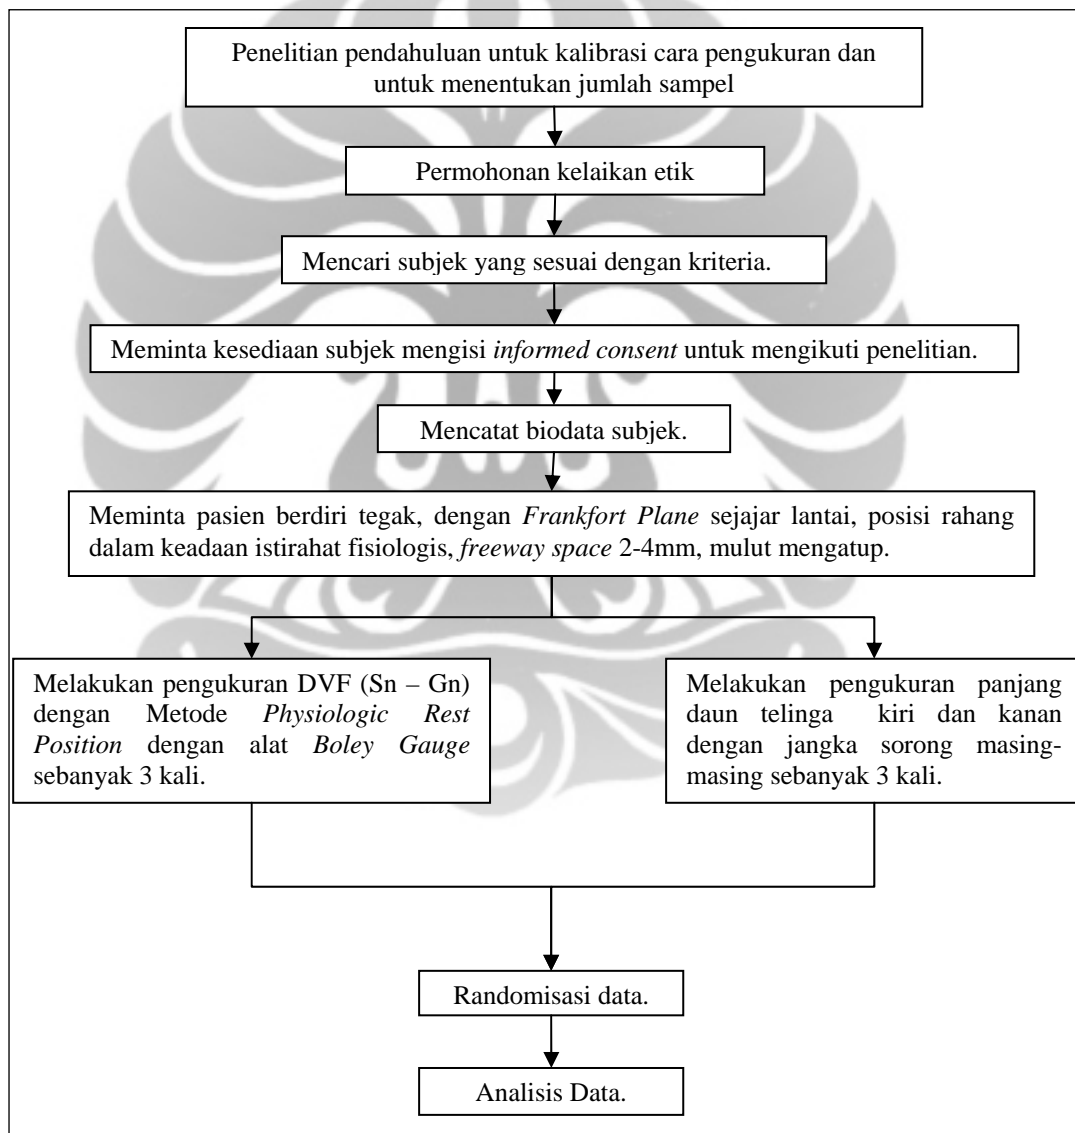 Penelitian pendahuluan untuk kalibrasi cara pengukuran dan
untuk menentukan jumlah sampel
Permohonan kelaikan etik
Mencari subjek yang sesuai dengan kriteria.
Meminta kesediaan subjek mengisi informed consent untuk mengikuti penelitian.
Mencatat biodata subjek.
Meminta pasien berdiri tegak, dengan Frankfort Plane sejajar lantai, posisi rahang
dalam keadaan istirahat fisiologis, freeway space 2-4mm, mulut mengatup.
Melakukan pengukuran DVF (Sn – Gn)
dengan Metode Physiologic Rest
Position dengan alat Boley Gauge
sebanyak 3 kali.
Melakukan pengukuran panjang
daun telinga kiri dan kanan
dengan jangka sorong masing-
masing sebanyak 3 kali.
Randomisasi data.
Analisis Data.